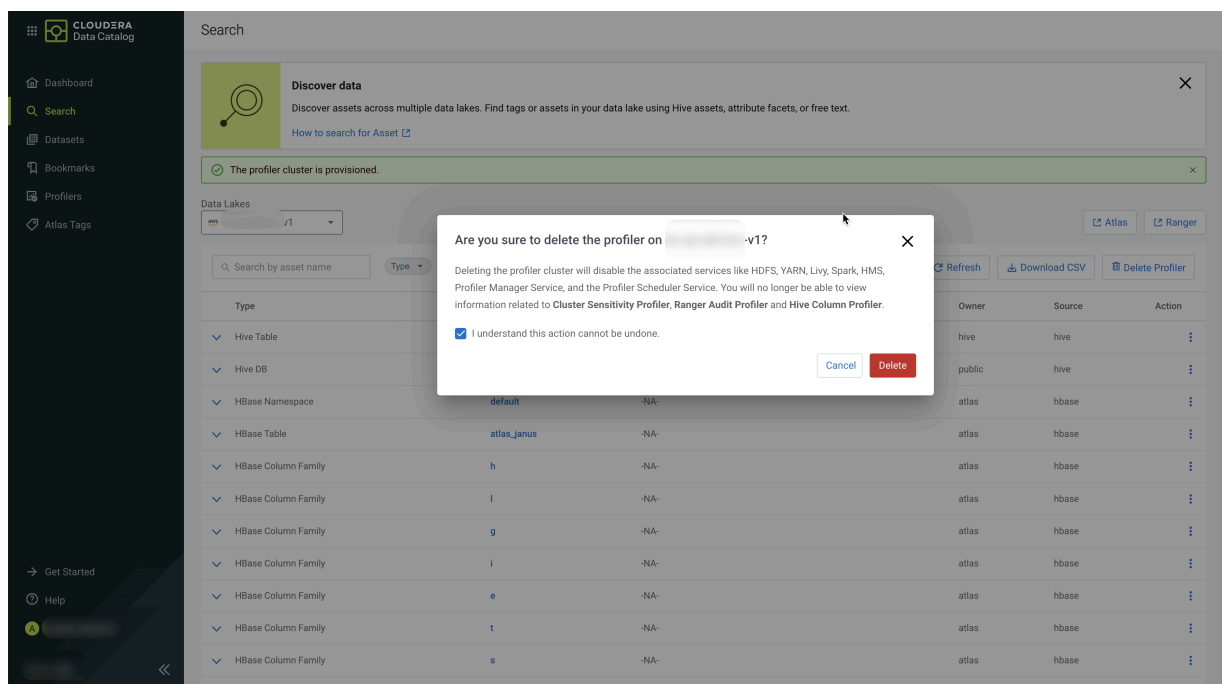 CLOUDERA
Data Catalog
Search
Dashboard
Search
Datasets
Bookmarks
Profilers
Atlas Tags
Get Started
Help
A
Discover data
Discover assets across multiple data lakes. Find tags or assets in your data lake using Hive assets, attribute facets, or free text.
How to search for Asset
The profiler cluster is provisioned.
Data Lakes
aws
Atlas
Ranger
Search by asset name
Type
Refresh
Download CSV
Delete Profiler
Are you sure to delete the profiler on -v1?
Deleting the profiler cluster will disable the associated services like HDFS, YARN, Livy, Spark, HMS,
Profiler Manager Service, and the Profiler Scheduler Service. You will no longer be able to view
information related to Cluster Sensitivity Profiler, Ranger Audit Profiler and Hive Column Profiler.
I understand this action cannot be undone.
Cancel
Delete
Type Owner Source Action
Hive Table hive hive
Hive DB public hive
HBase Namespace default -NA- atlas hbase
HBase Table atlas_janus -NA- atlas hbase
HBase Column Family h -NA- atlas hbase
HBase Column Family l -NA- atlas hbase
HBase Column Family g -NA- atlas hbase
HBase Column Family i -NA- atlas hbase
HBase Column Family e -NA- atlas hbase
HBase Column Family t -NA- atlas hbase
HBase Column Family s -NA- atlas hbase